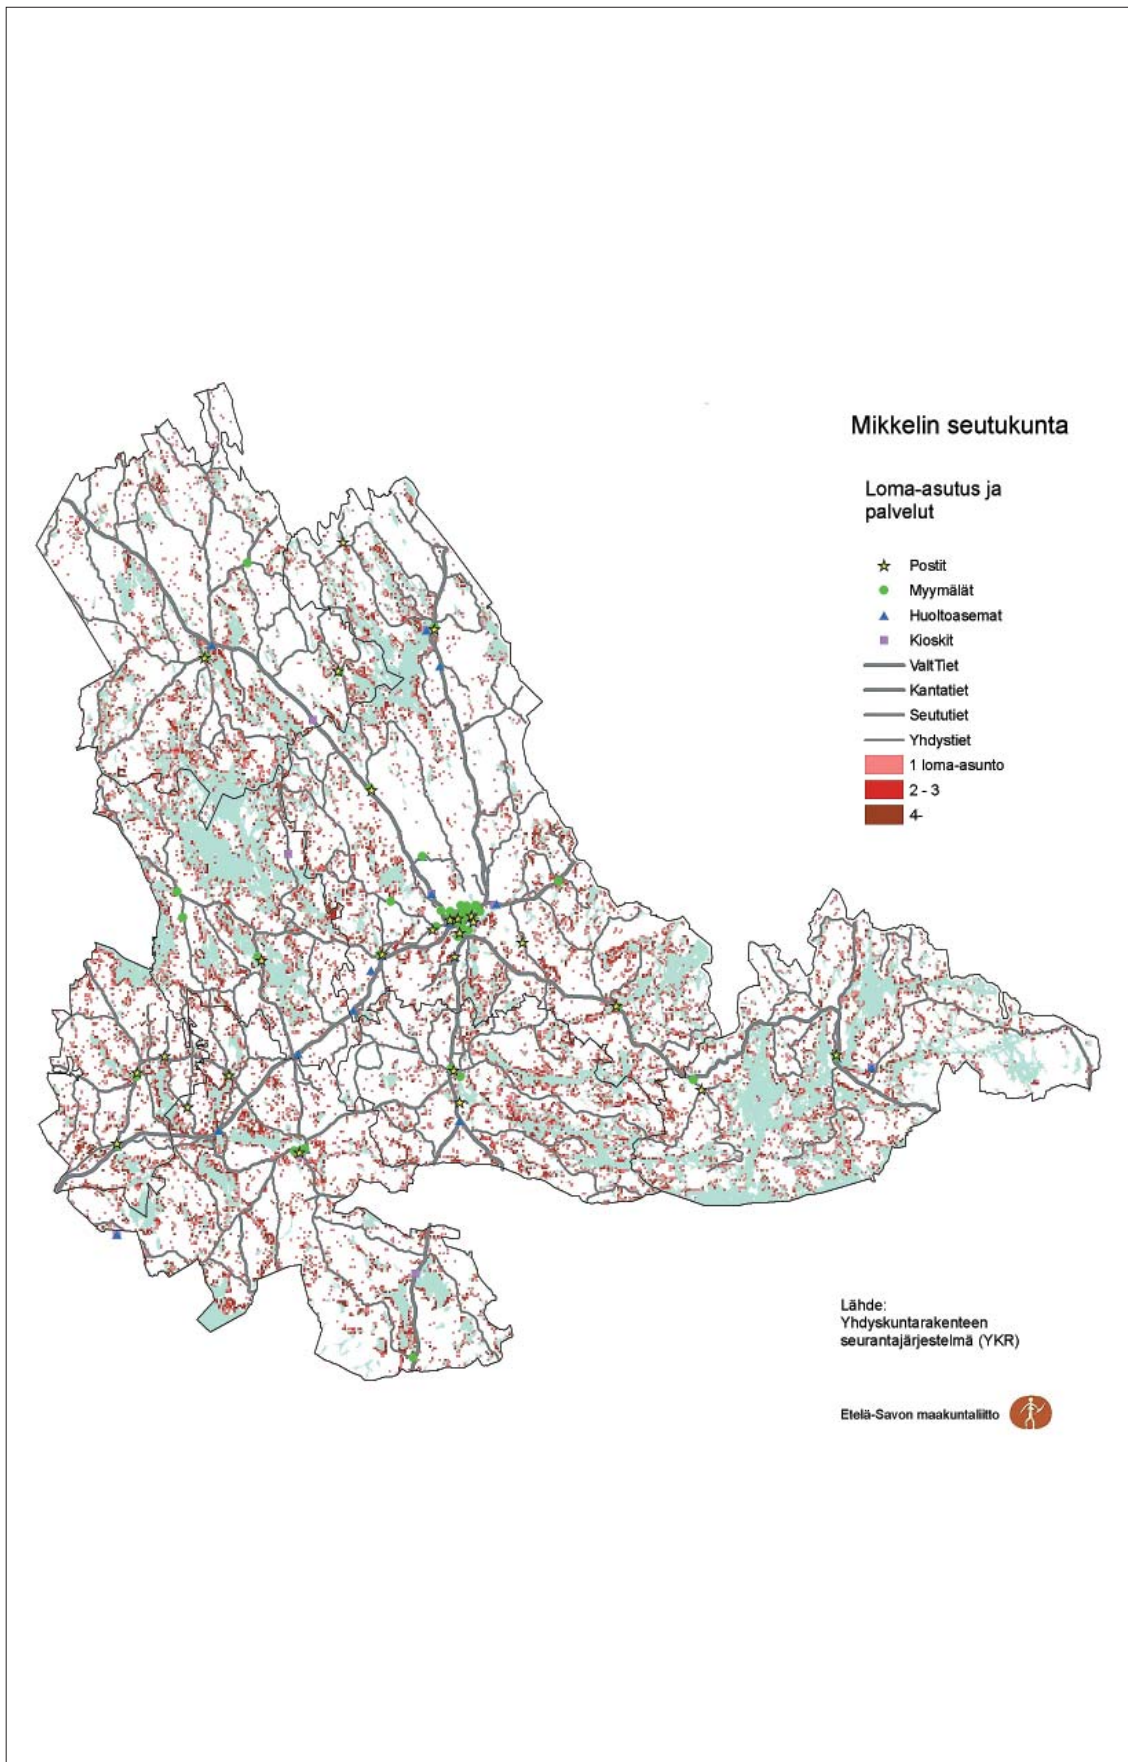 Mikkelin seutukunta
Loma-asutus ja
palvelut
Postit
Myymälät
Huoltoasemat
Kioskit
ValtTiet
Kantatiet
Seututiet
Yhdystiet
1 loma-asunto
2 - 3
4-
Lähde:
Yhdyskuntarakenteen
seurantajärjestelmä (YKR)
Etelä-Savon maakuntaliitto